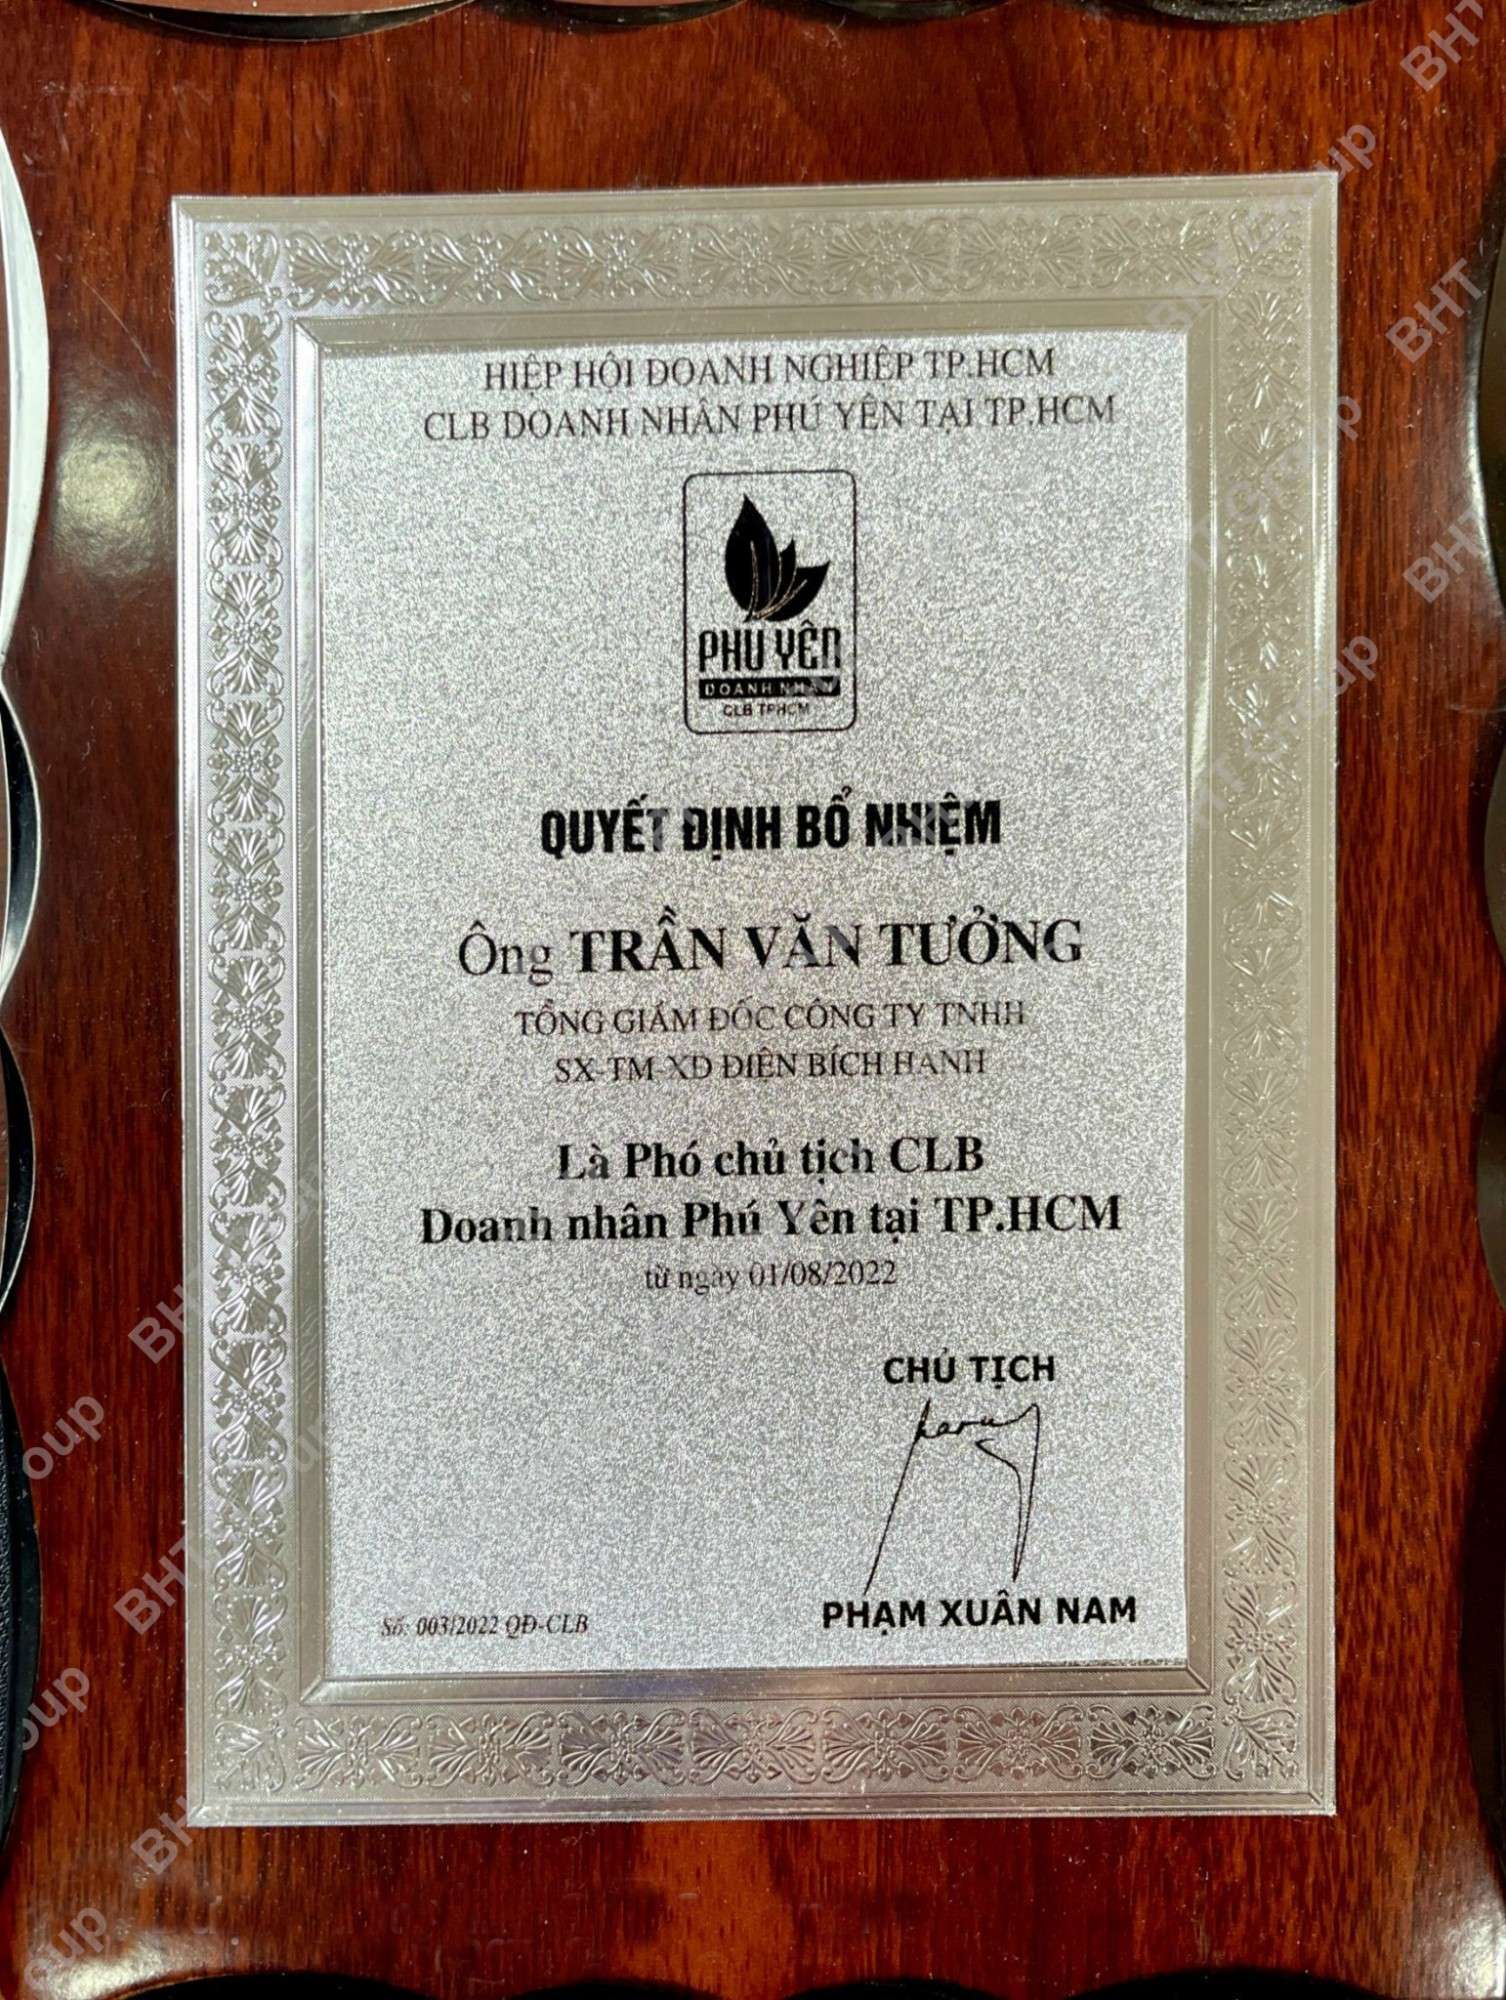 HIỆP HỘI DOANH NGHIỆP TP.HCM
CLB DOANH NHÂN PHÚ YÊN TẠI TP.HCM
PHÚ YÊN
DOANH NHÂN
CLB TPHCM
QUYẾT ĐỊNH BỔ NHIỆM
Ông TRẦN VĂN TƯỞNG
TỔNG GIÁM ĐỐC CÔNG TY TNHH
SX-TM-XD ĐIỆN BÍCH HẠNH
Là Phó chủ tịch CLB
Doanh nhân Phú Yên tại TP.HCM
từ ngày 01/08/2022
CHỦ TỊCH
PHẠM XUÂN NAM
Số: 003/2022 QĐ-CLB